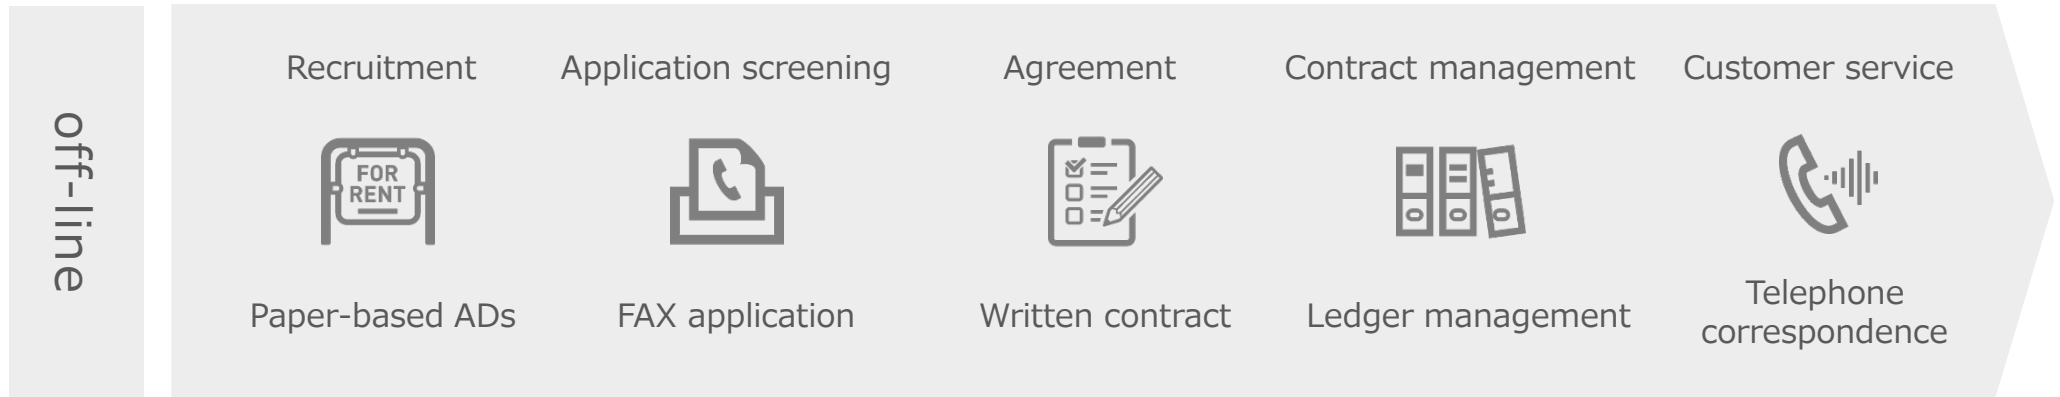 off-line
Recruitment
Application screening
Agreement
Contract management
Customer service
FOR
RENT
Paper-based ADs
FAX application
Written contract
Ledger management
Telephone
correspondence